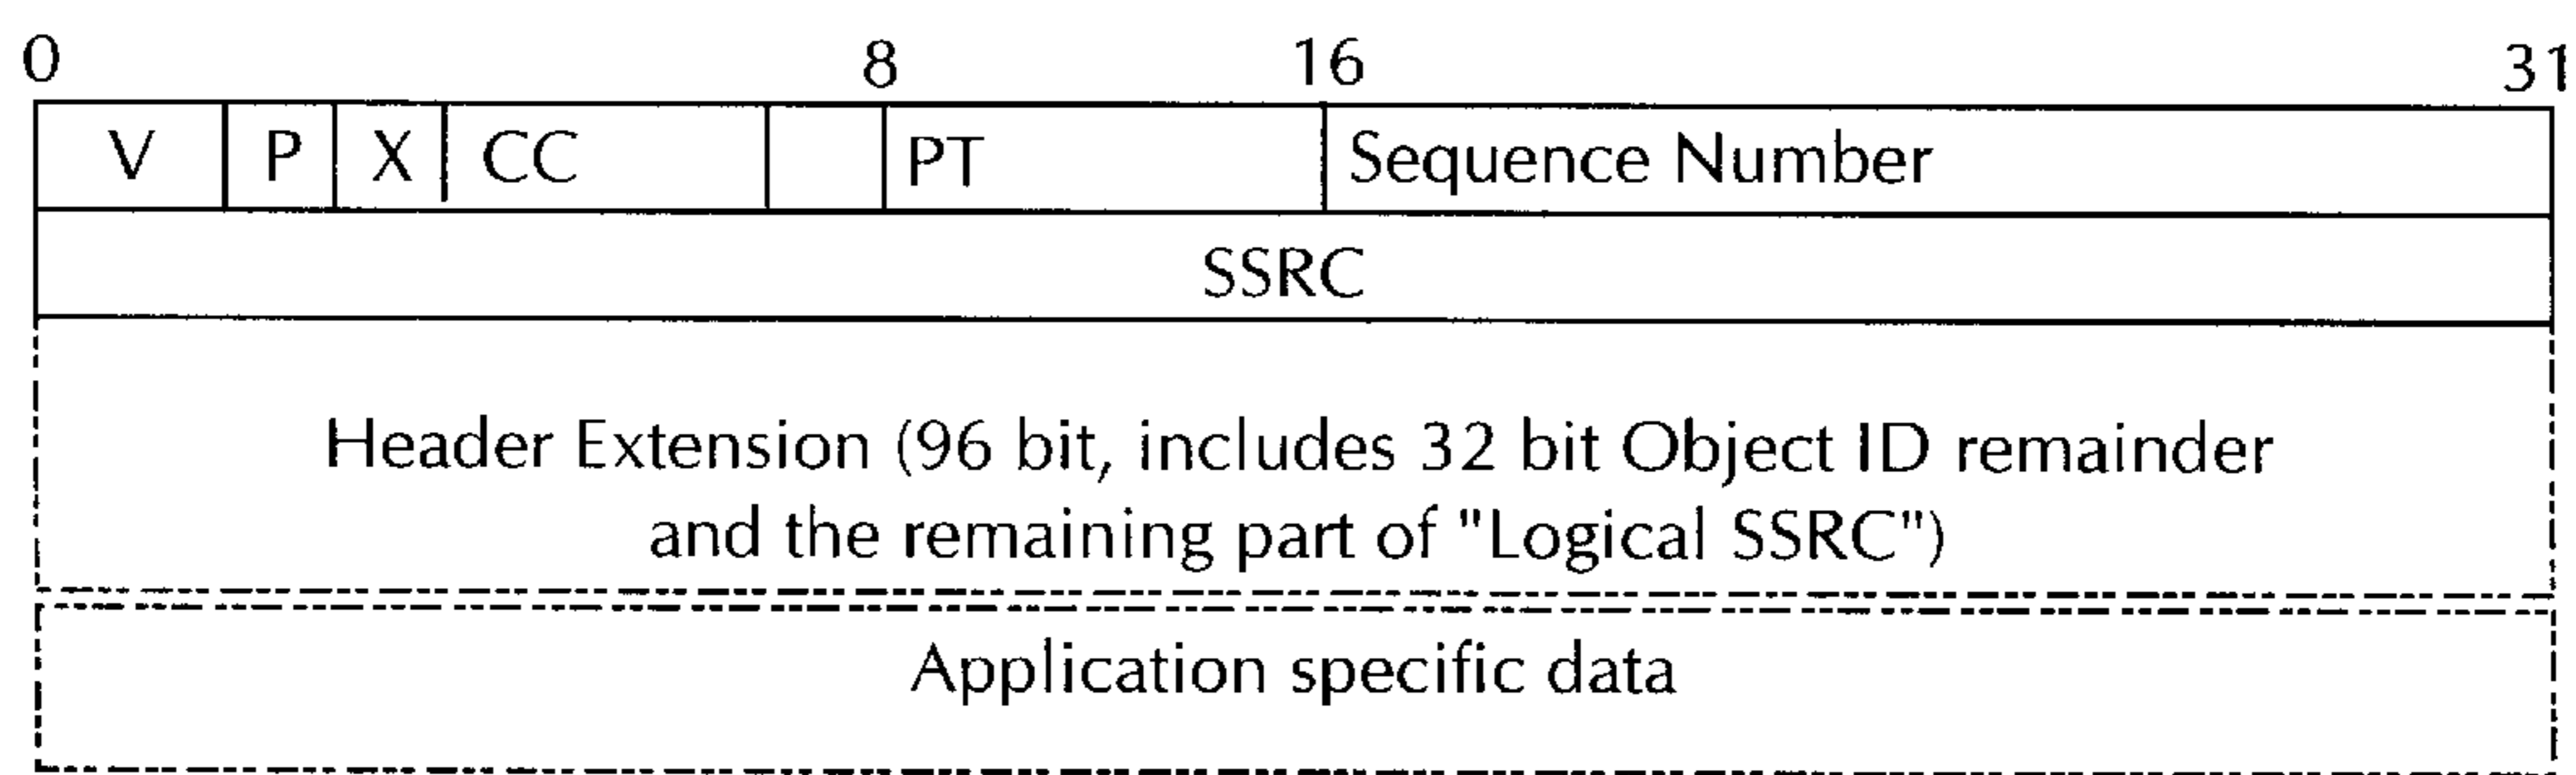 0 8 16 31
V P X CC PT Sequence Number
SSRC
Header Extension (96 bit, includes 32 bit Object ID remainder
and the remaining part of "Logical SSRC")
Application specific data